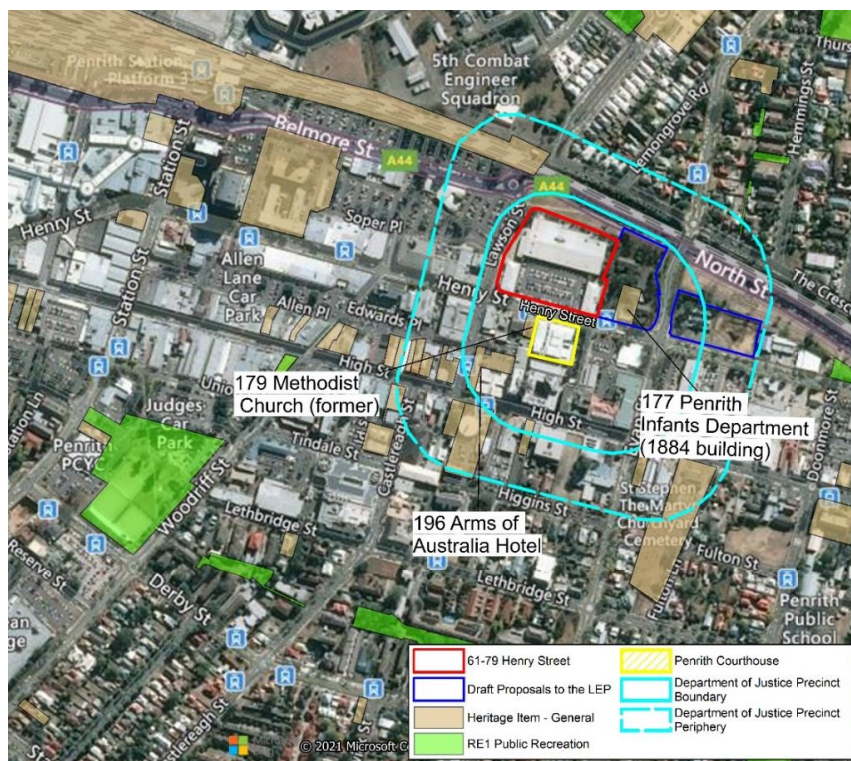 Penrith Station
Platform 3
5th Combat
Engineer
Squadron
Thurs
Hemmings St
Lemongrove Rd
Station St
Belmore St
A44
A44
Henry St
Soper Pl
Lawson St
North St
The Cresc
Allen Lane
Car Park
Station St
Allen Pl
Edwards Pl
Henry St
Henry Street
High St
179 Methodist
Church (former)
Judges
Car
Park
Tindale St
Castlereagh St
High St
177 Penrith
Infants Department
(1884 building)
Doonmore St
Station Ln
Penrith
PCYC
Woodriff St
Higgins St
St Stephen
The Martyr
Churchyard
Cemetery
196 Arms of
Australia Hotel
Lethbridge St
Reserve St
Derby St
Lethbridge St
Fulton St
Penrith
Public
School
61-79 Henry Street
Draft Proposals to the LEP
Heritage Item - General
RE1 Public Recreation
Penrith Courthouse
Department of Justice Precinct
Boundary
Department of Justice Precinct
Periphery
© 2021 Microsoft C
St